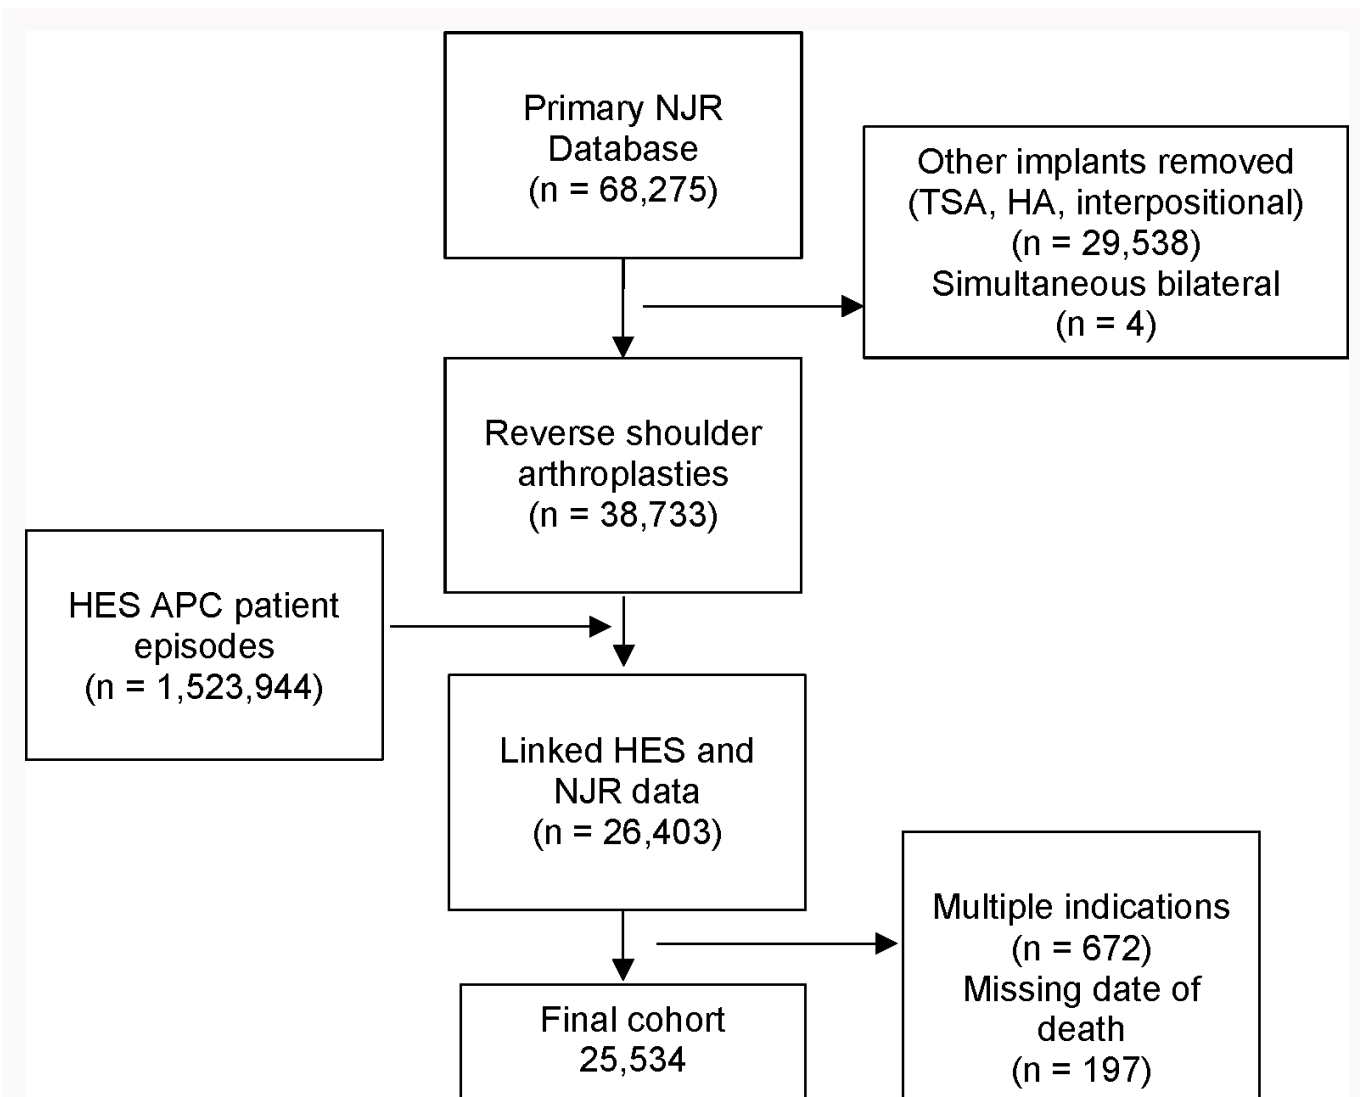 Primary NJR
Database
(n = 68,275)
Other implants removed
(TSA, HA, interpositional)
(n = 29,538)
Simultaneous bilateral
(n = 4)
Reverse shoulder
arthroplasties
(n = 38,733)
HES APC patient
episodes
(n = 1,523,944)
Linked HES and
NJR data
(n = 26,403)
Multiple indications
(n = 672)
Missing date of
death
(n = 197)
Final cohort
25,534